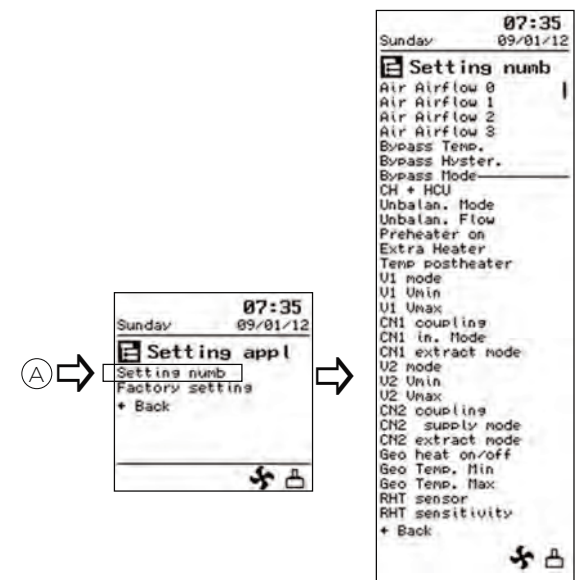 A
07:35
Sunday 09/01/12
Setting appl
Setting numb
Factory setting
+ Back
07:35
Sunday 09/01/12
Setting numb
Air Airflow 0
Air Airflow 1
Air Airflow 2
Air Airflow 3
Bypass Temp.
Bypass Hyster.
Bypass Mode
CH + HCU
Unbalan. Mode
Unbalan. Flow
Preheater on
Extra Heater
Temp postheater
V1 mode
V1 Vmin
V1 Vmax
CN1 coupling
CN1 in. Mode
CN1 extract mode
V2 mode
V2 Vmin
V2 Vmax
CN2 coupling
CN2 supply mode
CN2 extract mode
Geo heat on/off
Geo Temp. Min
Geo Temp. Max
RHT sensor
RHT sensitivity
+ Back